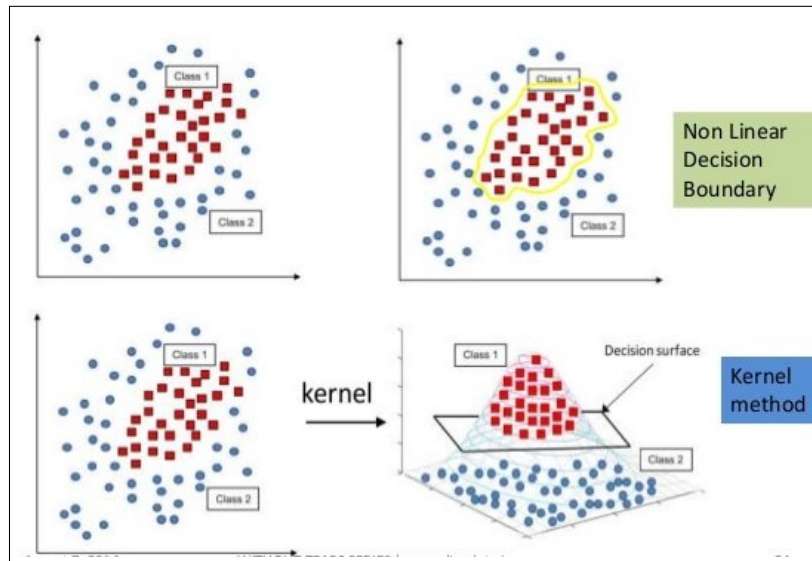 Class 1
Class 2
Class 1
Class 2
Non Linear
Decision
Boundary
Class 1
Class 2
kernel
Class 1
Decision surface
Class 2
Kernel
method